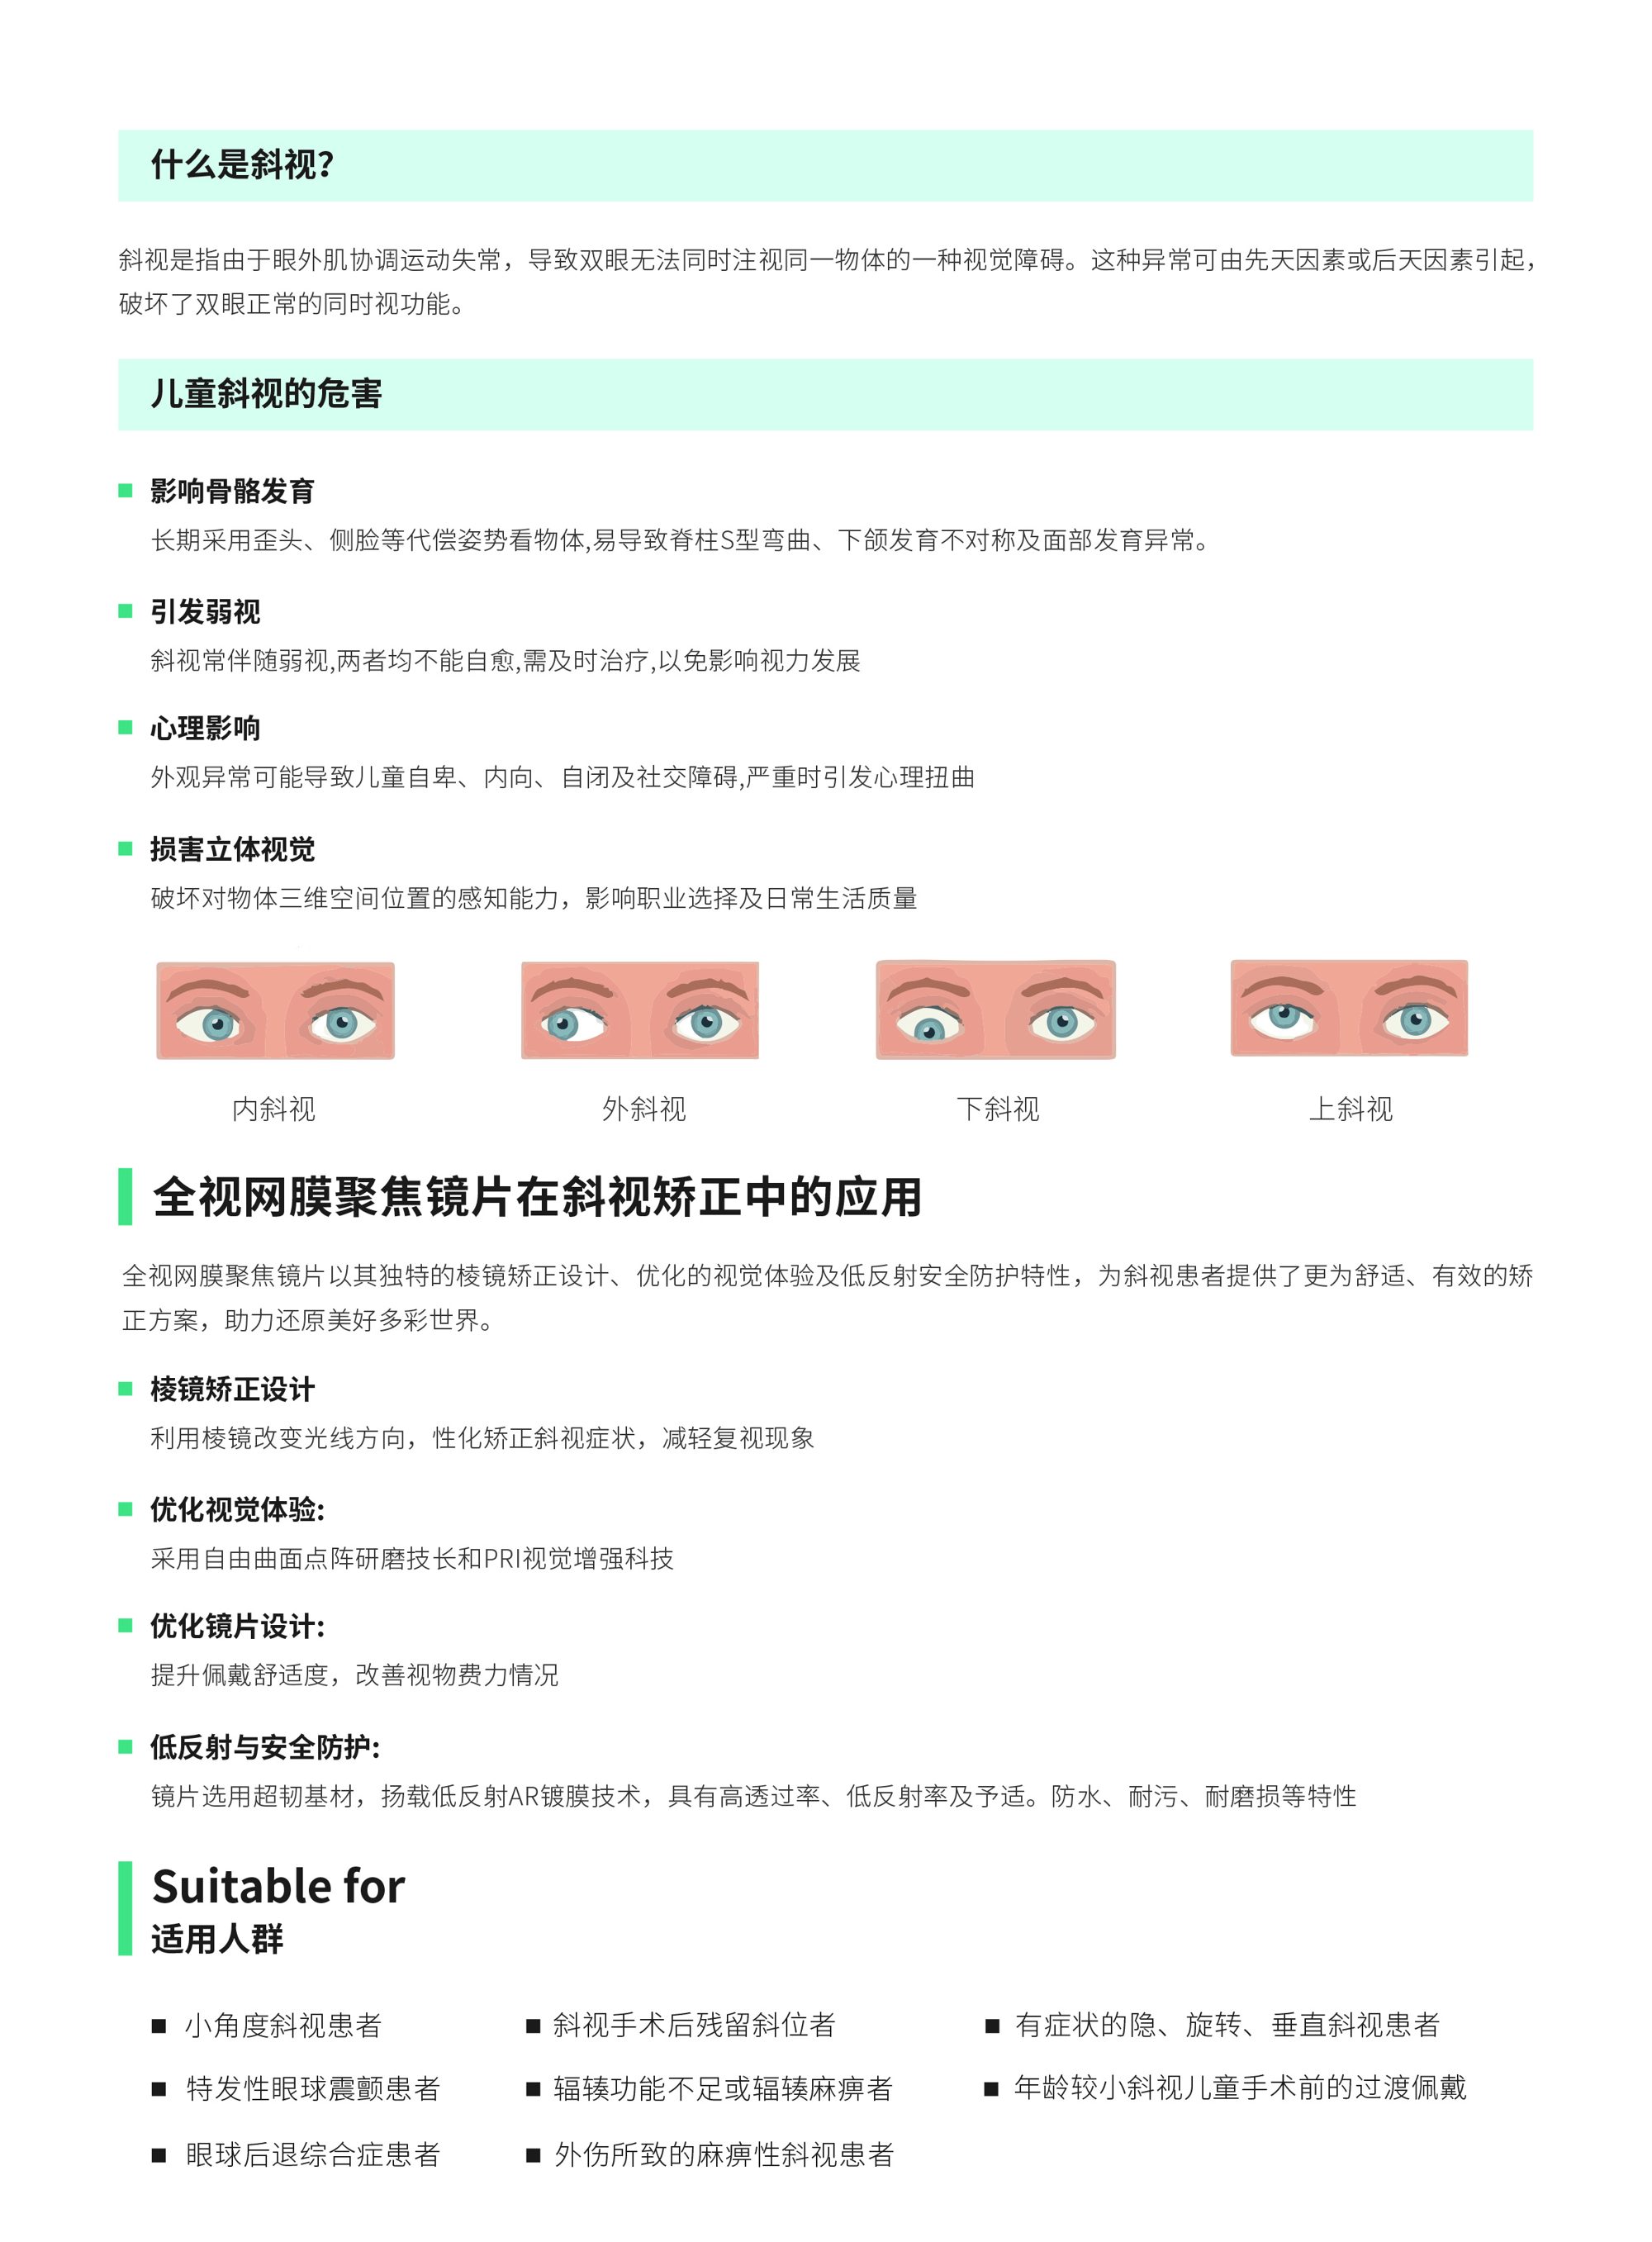 什么是斜视?
斜视是指由于眼外肌协调运动失常，导致双眼无法同时注视同一物体的一种视觉障碍。这种异常可由先天因素或后天因素引起，
破坏了双眼正常的同时视功能。
儿童斜视的危害
影响骨骼发育
长期采用歪头、侧脸等代偿姿势看物体,易导致脊柱S型弯曲、下颌发育不对称及面部发育异常。
引发弱视
斜视常伴随弱视,两者均不能自愈,需及时治疗,以免影响视力发展
心理影响
外观异常可能导致儿童自卑、内向、自闭及社交障碍,严重时引发心理扭曲
损害立体视觉
破坏对物体三维空间位置的感知能力，影响职业选择及日常生活质量
内斜视 外斜视 下斜视 上斜视
全视网膜聚焦镜片在斜视矫正中的应用
全视网膜聚焦镜片以其独特的棱镜矫正设计、优化的视觉体验及低反射安全防护特性，为斜视患者提供了更为舒适、有效的矫
正方案，助力还原美好多彩世界。
棱镜矫正设计
利用棱镜改变光线方向，性化矫正斜视症状，减轻复视现象
优化视觉体验:
采用自由曲面点阵研磨技长和PRI视觉增强科技
优化镜片设计:
提升佩戴舒适度，改善视物费力情况
低反射与安全防护:
镜片选用超韧基材，扬载低反射AR镀膜技术，具有高透过率、低反射率及予适。防水、耐污、耐磨损等特性
Suitable for
适用人群
■ 小角度斜视患者 ■ 斜视手术后残留斜位者 ■ 有症状的隐、旋转、垂直斜视患者
■ 特发性眼球震颤患者 ■ 辐辏功能不足或辐辏麻痹者 ■ 年龄较小斜视儿童手术前的过渡佩戴
■ 眼球后退综合症患者 ■ 外伤所致的麻痹性斜视患者